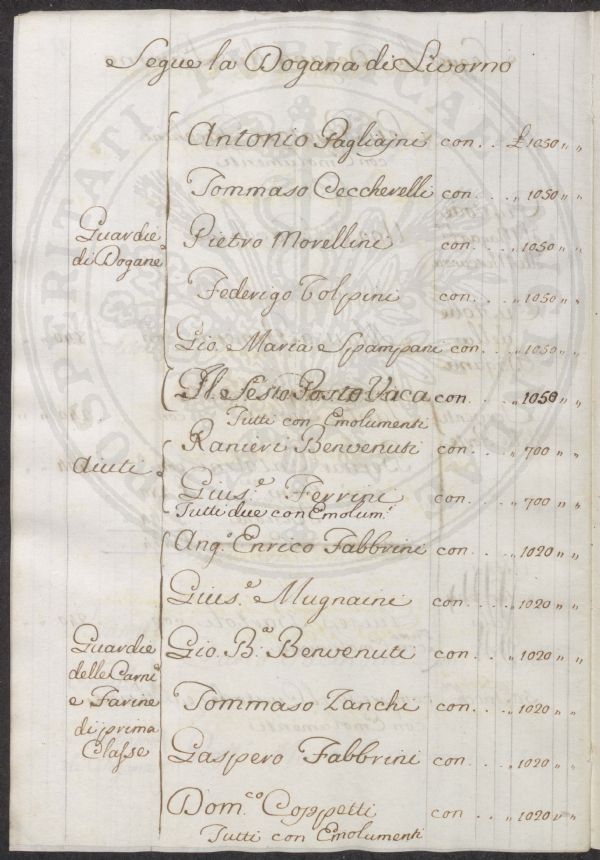 Segue la Dogana di Livorno
Guardie
di Dogane
Antonio Pagliajni con . . £ 1050 „ „
Tommaso Ceccherelli con . . „ 1050 „ „
Pietro Morellini con . . „ 1050 „ „
Federigo Tolpini con . . „ 1050 „ „
Gio. Maria Spampani con . . „ 1050 „ „
Il Sesto Posto Vaca con . . „ 1050 „ „
Tutti con Emolumenti
Aiuti
Ranieri Benvenuti con . . „ 700 „ „
Gius.e Ferrini con . . „ 700 „ „
Tutti due con Emolum.i
Guardie
delle Carni
e Farine
di prima
Classe
Ang.o Enrico Fabbrini con . . . „ 1020 „ „
Gius.e Mugnaini con . . . „ 1020 „ „
Gio. B.a Benvenuti con . . . „ 1020 „ „
Tommaso Zanchi con . . . „ 1020 „ „
Gaspero Fabbrini con . . . „ 1020 „ „
Dom.co Coppetti con . . „ 1020 „ „
Tutti con Emolumenti